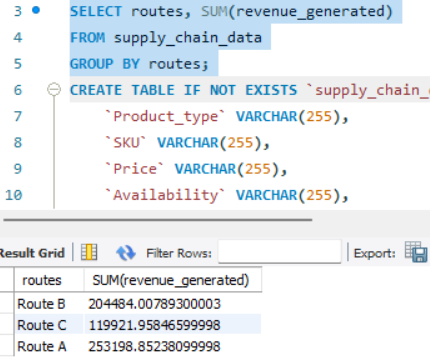 3 SELECT routes, SUM(revenue_generated)
4 FROM supply_chain_data
5 GROUP BY routes;
6 CREATE TABLE IF NOT EXISTS `supply_chain_
7 `Product_type` VARCHAR(255),
8 `SKU` VARCHAR(255),
9 `Price` VARCHAR(255),
10 `Availability` VARCHAR(255),
Result Grid Filter Rows: Export:
routes SUM(revenue_generated)
Route B 204484.00789300003
Route C 119921.95846599998
Route A 253198.85238099998